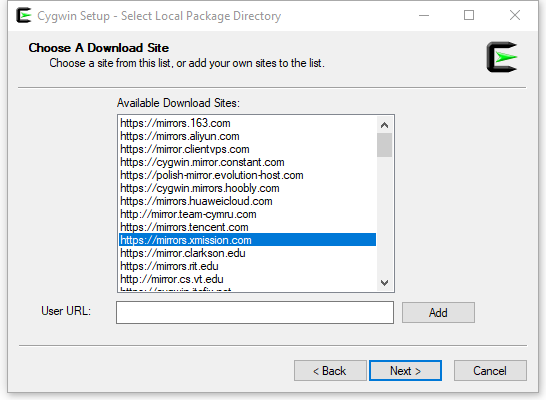 Cygwin Setup - Select Local Package Directory
Choose A Download Site
Choose a site from this list, or add your own sites to the list.
Available Download Sites:
https://mirrors.163.com
https://mirrors.aliyun.com
https://mirror.clientvps.com
https://cygwin.mirror.constant.com
https://polish-mirror.evolution-host.com
https://cygwin.mirrors.hoobly.com
https://mirrors.huaweicloud.com
http://mirror.team-cymru.com
https://mirrors.tencent.com
https://mirrors.xmission.com
https://mirror.clarkson.edu
https://mirrors.rit.edu
http://mirror.cs.vt.edu
User URL:
Add
< Back
Next >
Cancel